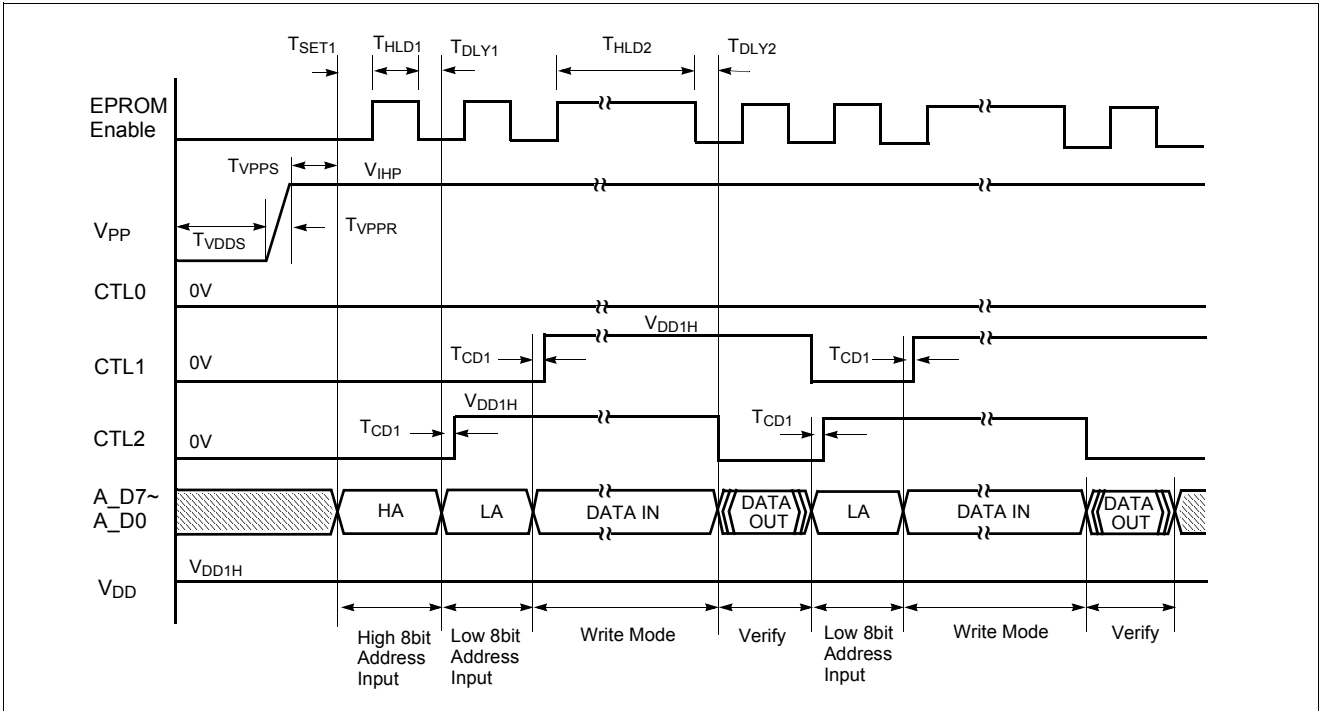 TSET1 THLD1 TDLY1 THLD2 TDLY2
EPROM
Enable
TVPPS VIHP
VPP TVDDS TVPPR
CTL0 0V
VDD1H
CTL1 0V TCD1 TCD1
VDD1H
CTL2 0V TCD1 TCD1
A_D7~
A_D0
HA LA DATA IN DATA OUT LA DATA IN DATA OUT
VDD1H
VDD
High 8bit
Address
Input
Low 8bit
Address
Input
Write Mode
Verify
Low 8bit
Address
Input
Write Mode
Verify